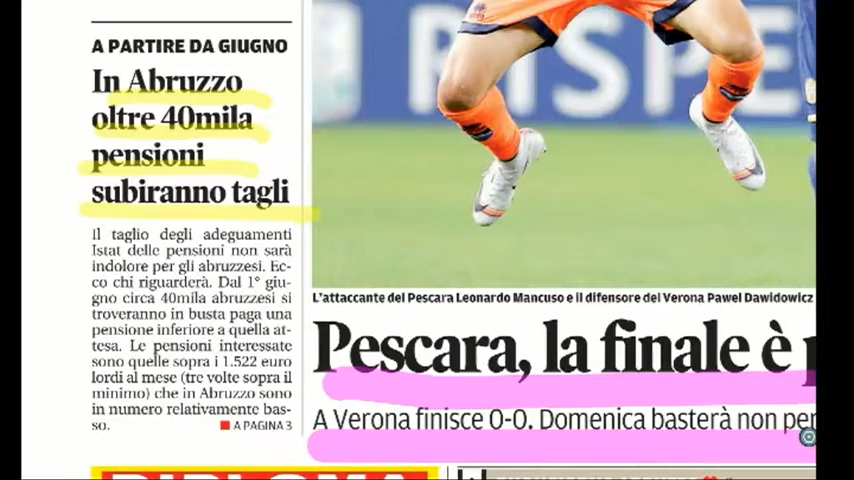 A PARTIRE DA GIUGNO
In Abruzzo
oltre 40mila
pensioni
subiranno tagli
Il taglio degli adeguamenti
Istat delle pensioni non sarà
indolore per gli abruzzesi. Ec-
co chi riguarderà. Dal 1° giu-
gno circa 40mila abruzzesi si
troveranno in busta paga una
pensione inferiore a quella at-
tesa. Le pensioni interessate
sono quelle sopra i 1.522 euro
lordi al mese (tre volte sopra il
minimo) che in Abruzzo sono
in numero relativamente bas-
so.
A PAGINA 3
RISPE
L'attaccante del Pescara Leonardo Mancuso e il difensore del Verona Pawel Dawidowicz
Pescara, la finale è
A Verona finisce 0-0. Domenica basterà non per
DIPLOMA